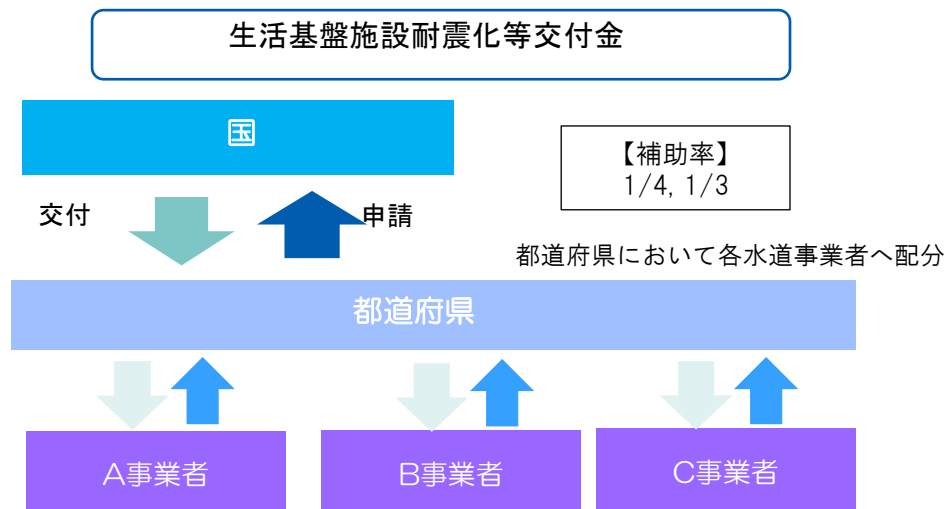 生活基盤施設耐震化等交付金
国
【補助率】
1/4, 1/3
交付
申請
都道府県において各水道事業者へ配分
都道府県
A事業者
B事業者
C事業者